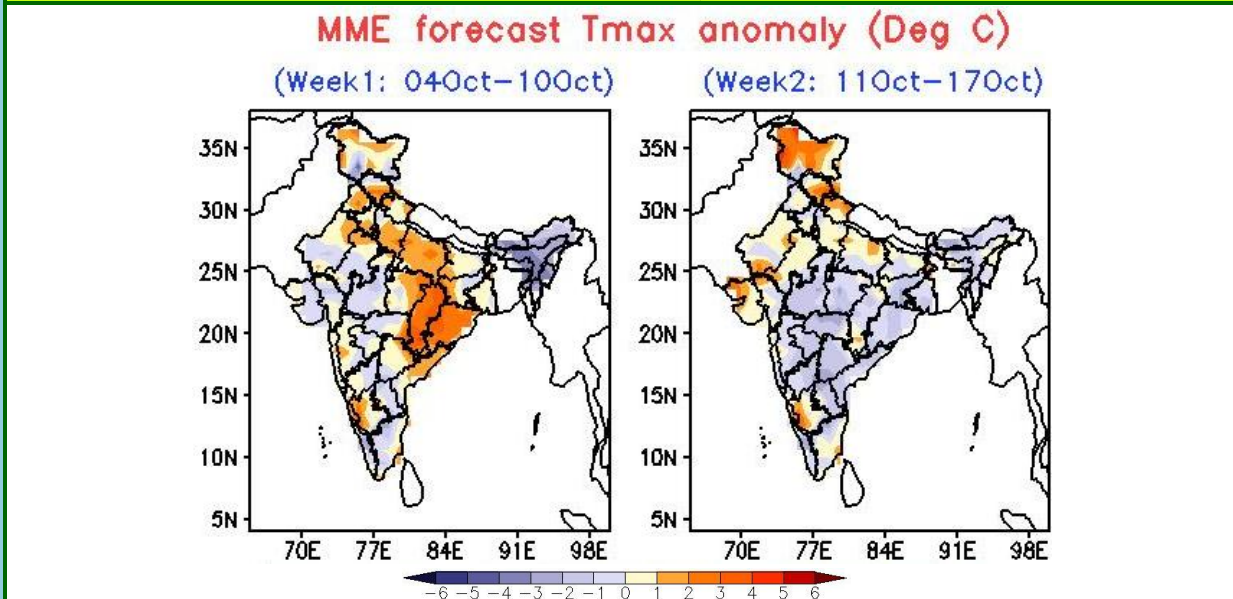 MME forecast Tmax anomaly (Deg C)
(Week1: 04Oct-10Oct) (Week2: 11Oct-17Oct)
35N 35N
30N 30N
25N 25N
20N 20N
15N 15N
10N 10N
5N 5N
70E 77E 84E 91E 98E 70E 77E 84E 91E 98E
-6 -5 -4 -3 -2 -1 0 1 2 3 4 5 6